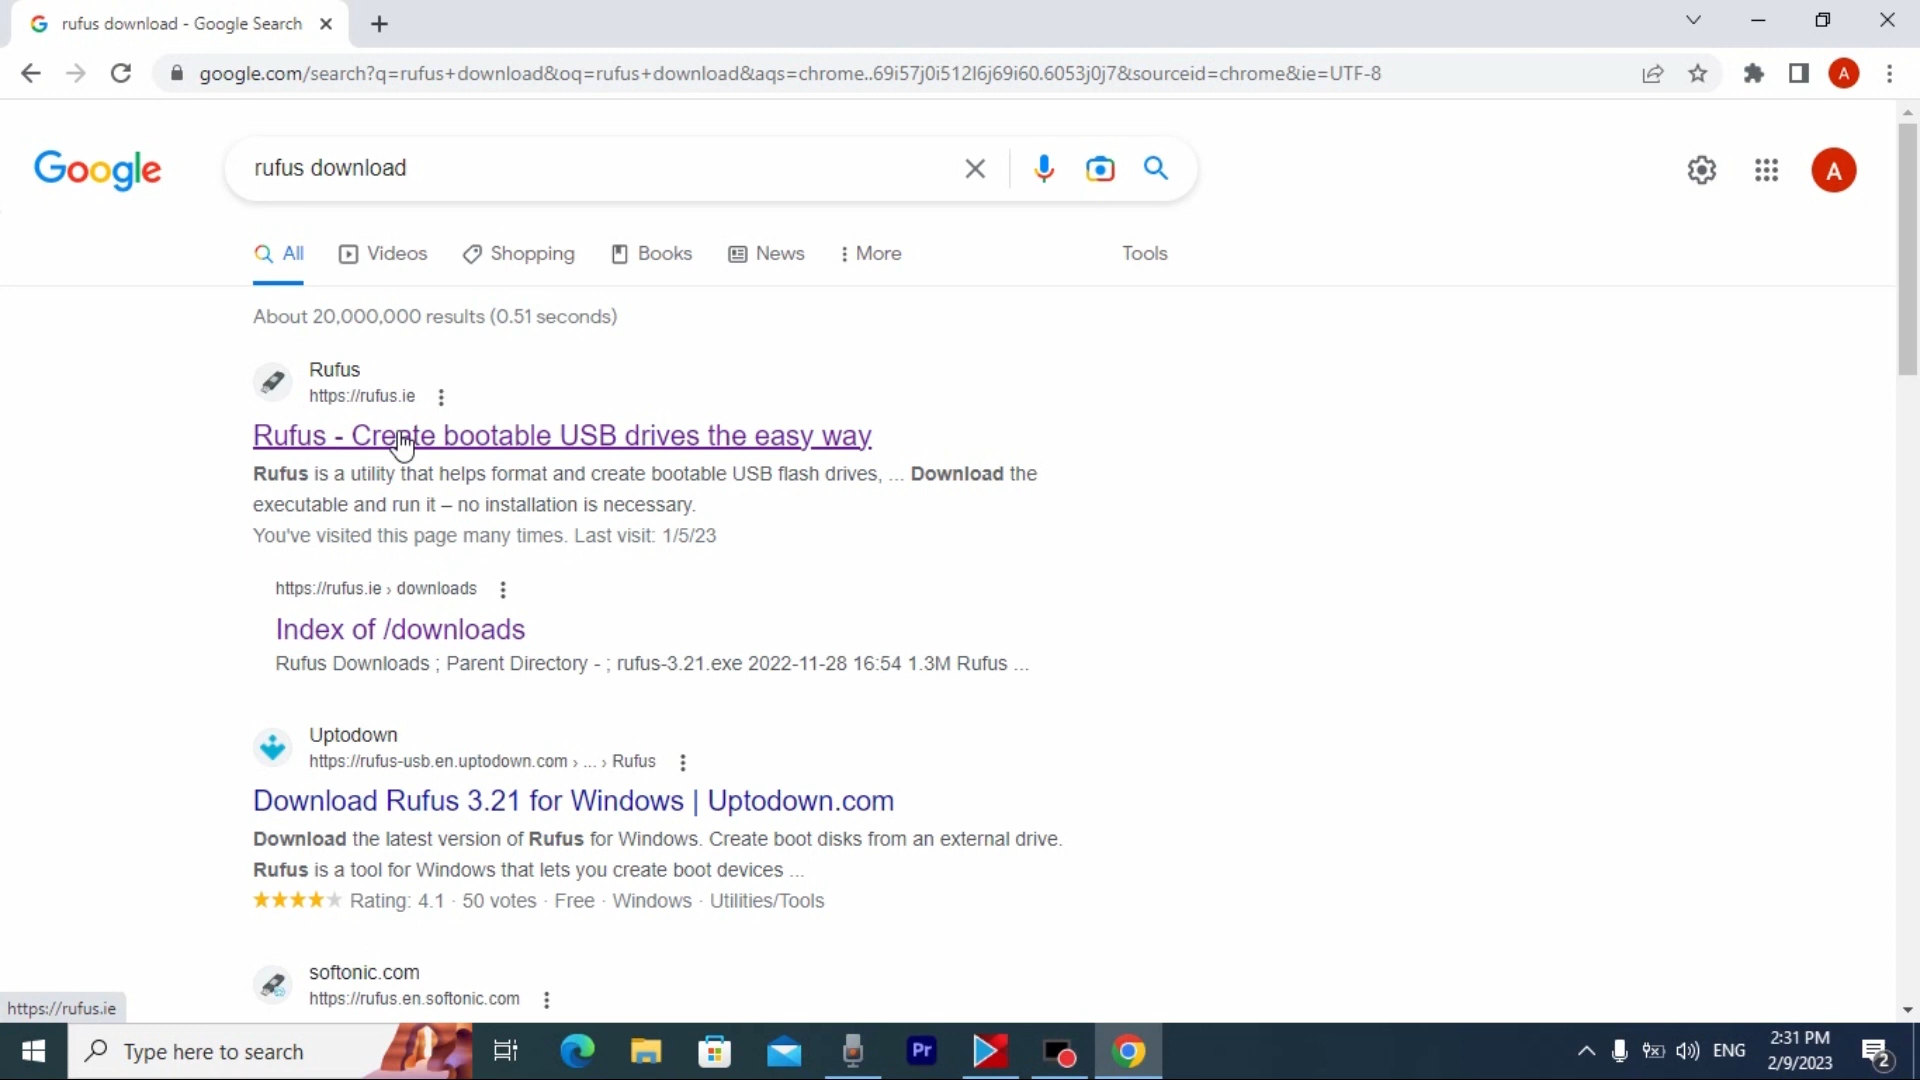 rufus download - Google Search
google.com/search?q=rufus+download&oq=rufus+download&aqs=chrome..69i57j0i512l6j69i60.6053j0j7&sourceid=chrome&ie=UTF-8
A
Google
rufus download
A
All
Videos
Shopping
Books
News
More
Tools
About 20,000,000 results (0.51 seconds)
Rufus
https://rufus.ie
Rufus - Create bootable USB drives the easy way
Rufus is a utility that helps format and create bootable USB flash drives, ... Download the
executable and run it – no installation is necessary.
You've visited this page many times. Last visit: 1/5/23
https://rufus.ie › downloads
Index of /downloads
Rufus Downloads ; Parent Directory - ; rufus-3.21.exe 2022-11-28 16:54 1.3M Rufus ...
Uptodown
https://rufus-usb.en.uptodown.com › ... › Rufus
Download Rufus 3.21 for Windows | Uptodown.com
Download the latest version of Rufus for Windows. Create boot disks from an external drive.
Rufus is a tool for Windows that lets you create boot devices ...
Rating: 4.1 · 50 votes · Free · Windows · Utilities/Tools
softonic.com
https://rufus.en.softonic.com
https://rufus.ie
Type here to search
Pr
ENG
2:31 PM
2/9/2023
2